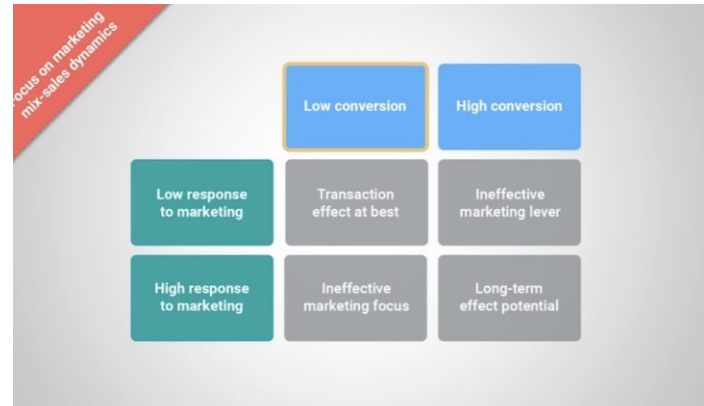 ocus on marketing
mix-sales dynamics
Low conversion
High conversion
Low response
to marketing
Transaction
effect at best
Ineffective
marketing lever
High response
to marketing
Ineffective
marketing focus
Long-term
effect potential